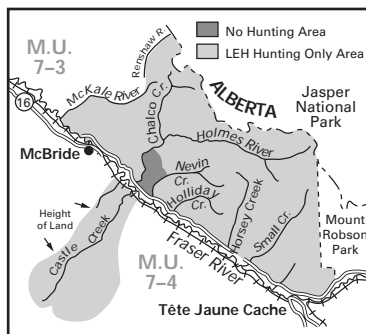 No Hunting Area
LEH Hunting Only Area
M.U.
7–3
Renshaw R.
McKale River
Chalco Cr.
ALBERTA
Jasper
National
Park
16
McBride
Holmes River
Nevin
Cr.
Holliday
Cr.
Horsey Creek
Small Cr.
Mount
Robson
Park
Height
of Land
Castle
Creek
M.U.
7–4
Fraser River
Tête Jaune Cache